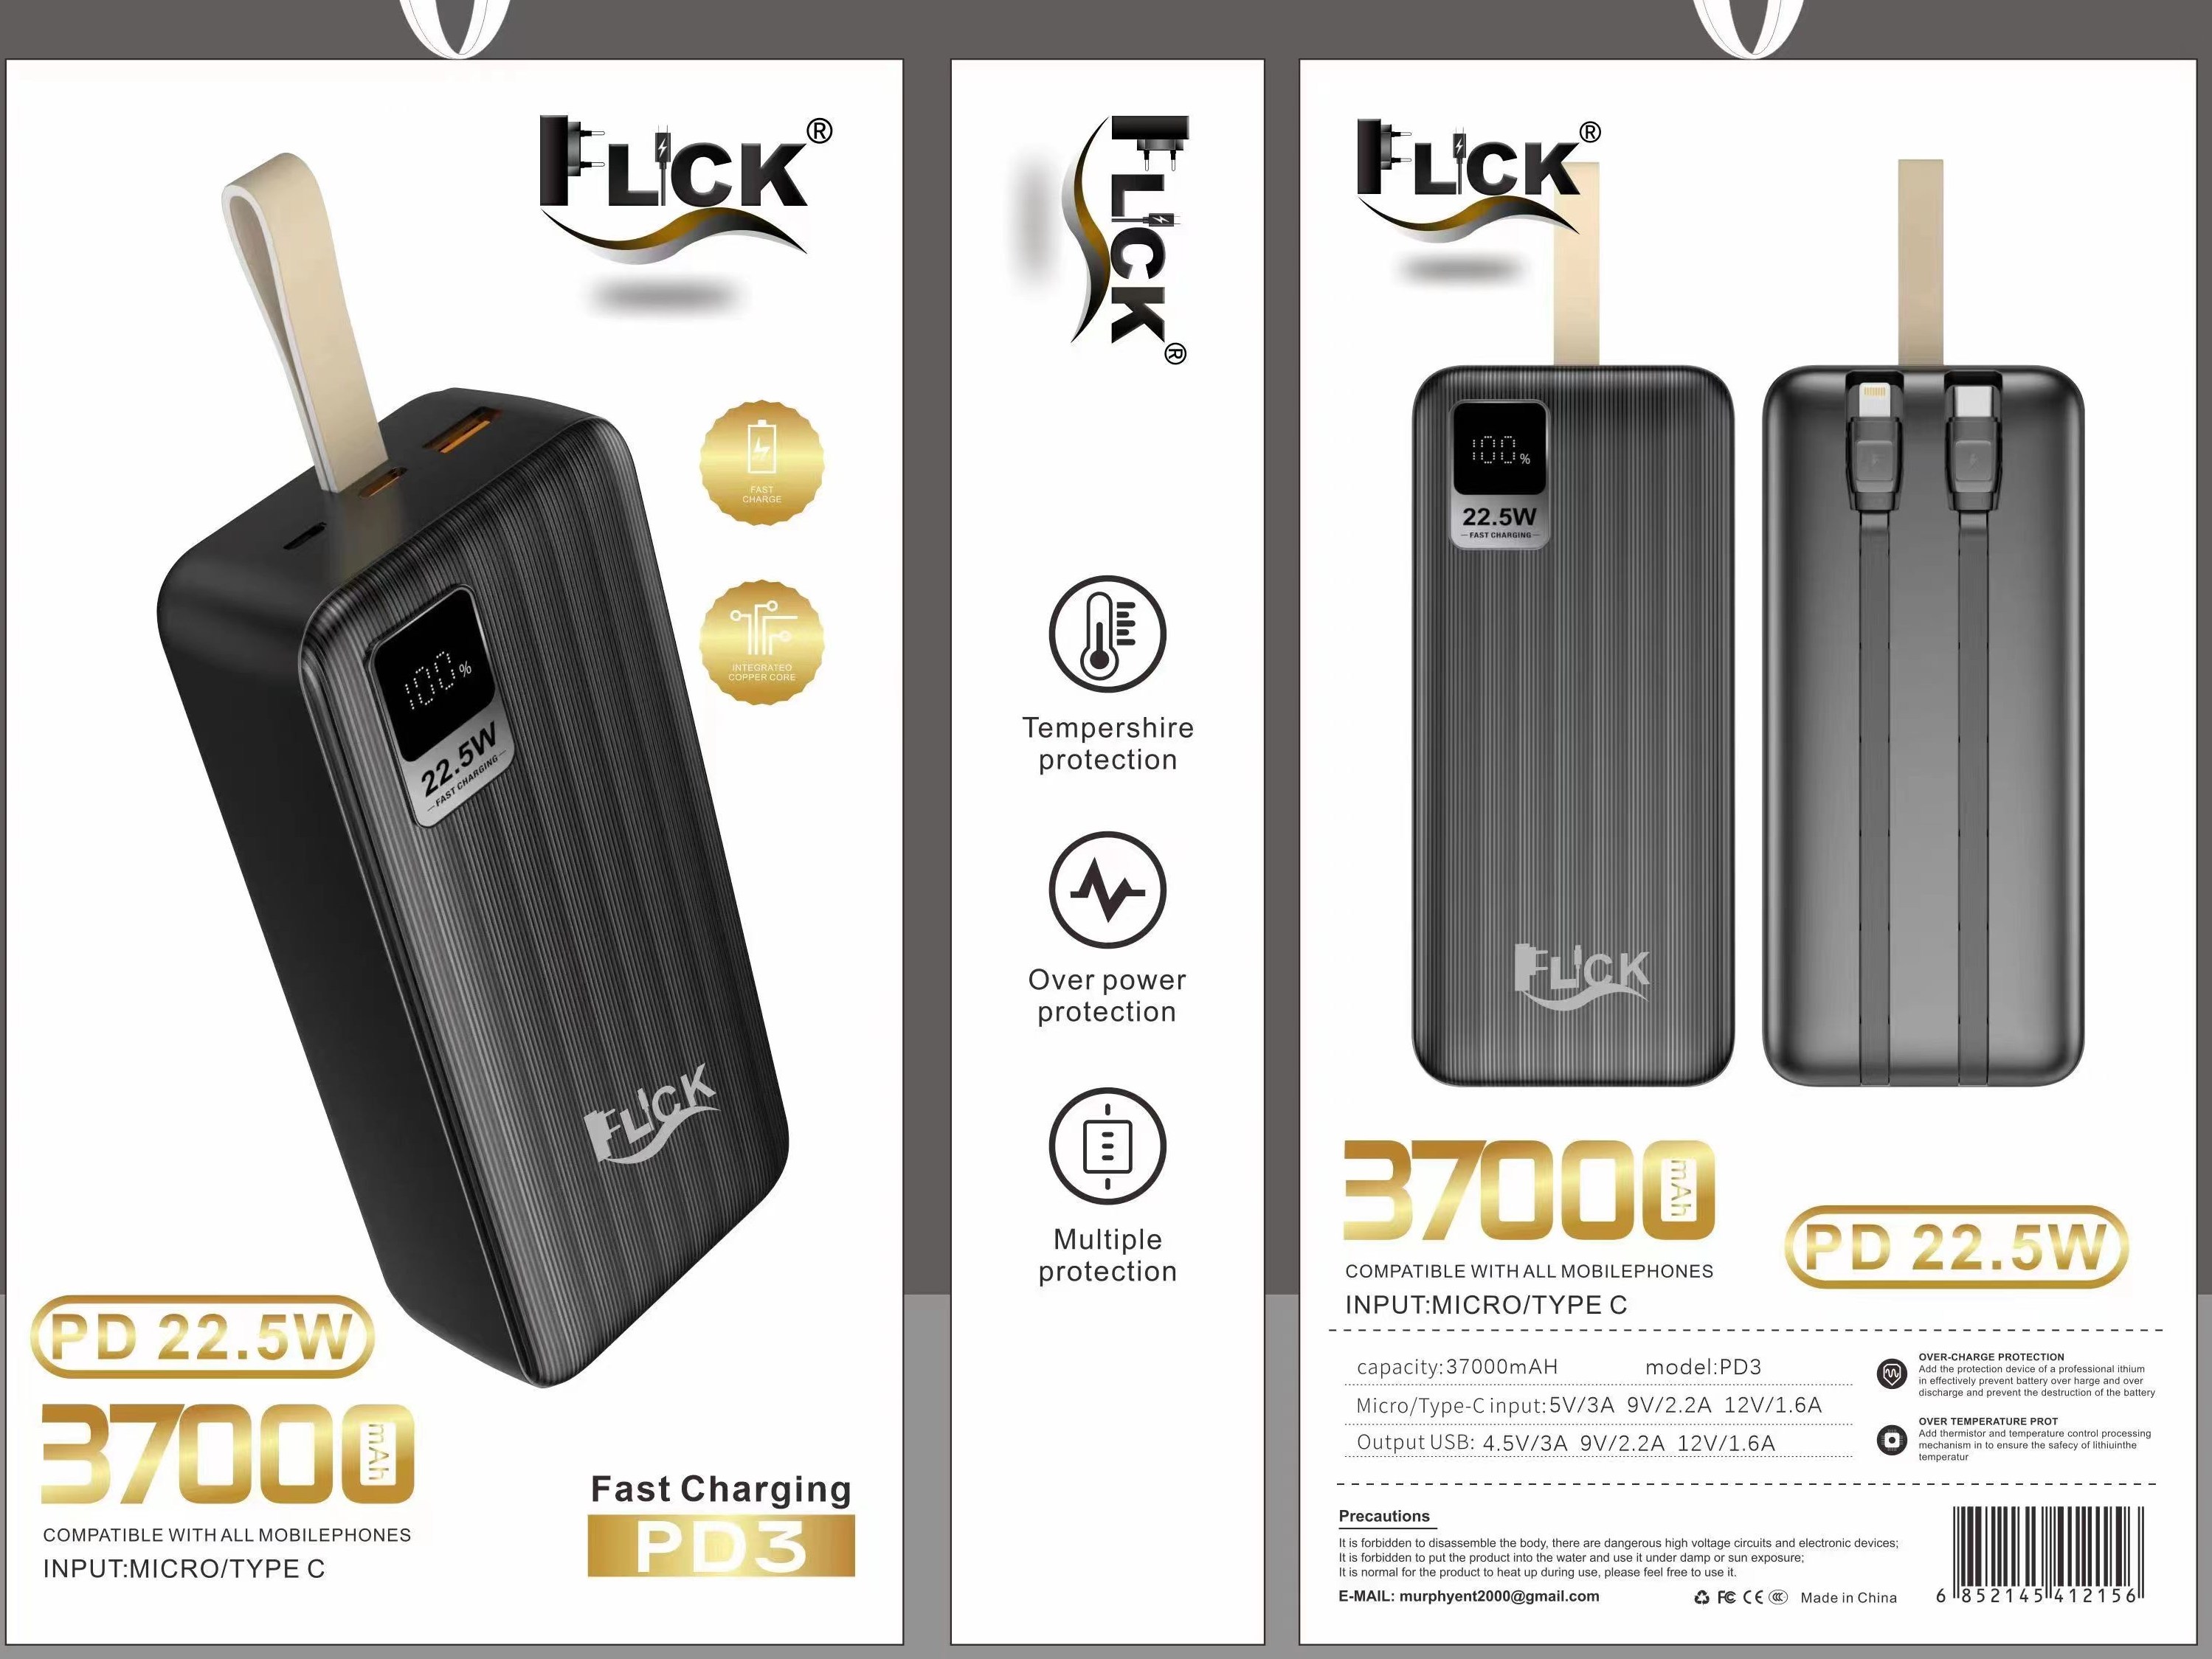 FLICK®
FAST
CHARGE
INTEGRATED
COPPER CORE
100%
22.5W
FAST CHARGING
FLICK
PD 22.5W
37000mAh
COMPATIBLE WITH ALL MOBILEPHONES
INPUT:MICRO/TYPE C
Fast Charging
PD3
FLICK®
Tempershire
protection
Over power
protection
Multiple
protection
FLICK®
100%
22.5W
FAST CHARGING
FLICK
37000mAh
PD 22.5W
COMPATIBLE WITH ALL MOBILEPHONES
INPUT:MICRO/TYPE C
capacity:37000mAH model:PD3
Micro/Type-C input:5V/3A 9V/2.2A 12V/1.6A
Output USB: 4.5V/3A 9V/2.2A 12V/1.6A
OVER-CHARGE PROTECTION
Add the protection device of a professional ithium
in effectively prevent battery over harge and over
discharge and prevent the destruction of the battery
OVER TEMPERATURE PROT
Add thermistor and temperature control processing
mechanism in to ensure the safecy of lithiuinthe
temperatur
Precautions
It is forbidden to disassemble the body, there are dangerous high voltage circuits and electronic devices;
It is forbidden to put the product into the water and use it under damp or sun exposure;
It is normal for the product to heat up during use, please feel free to use it.
E-MAIL: murphyent2000@gmail.com
FC CE CCC Made in China
6 852145 412156